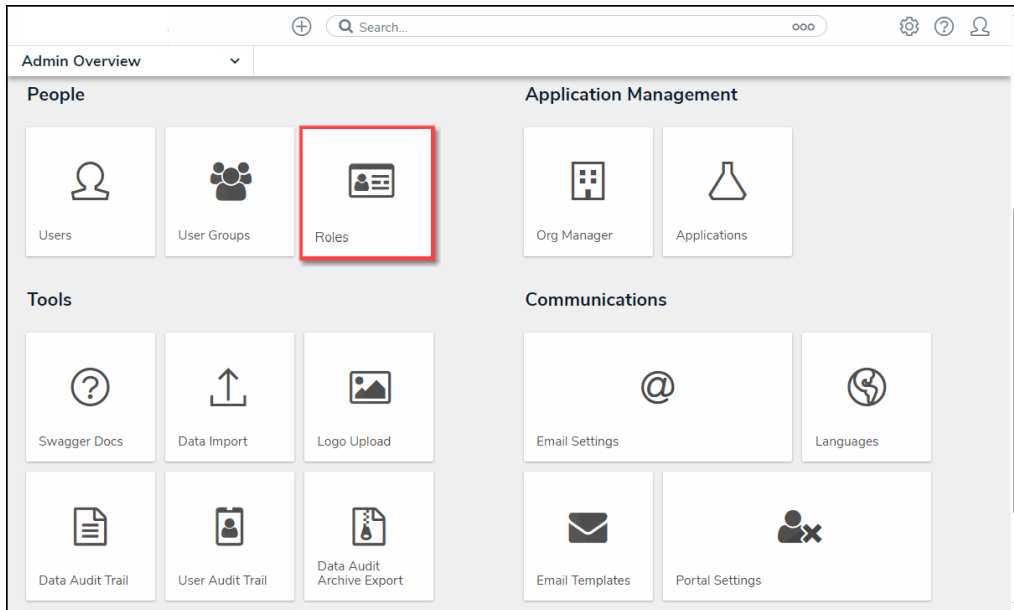 Search...
Admin Overview
People
Application Management
Users
User Groups
Roles
Org Manager
Applications
Tools
Communications
Swagger Docs
Data Import
Logo Upload
Email Settings
Languages
Data Audit Trail
User Audit Trail
Data Audit
Archive Export
Email Templates
Portal Settings